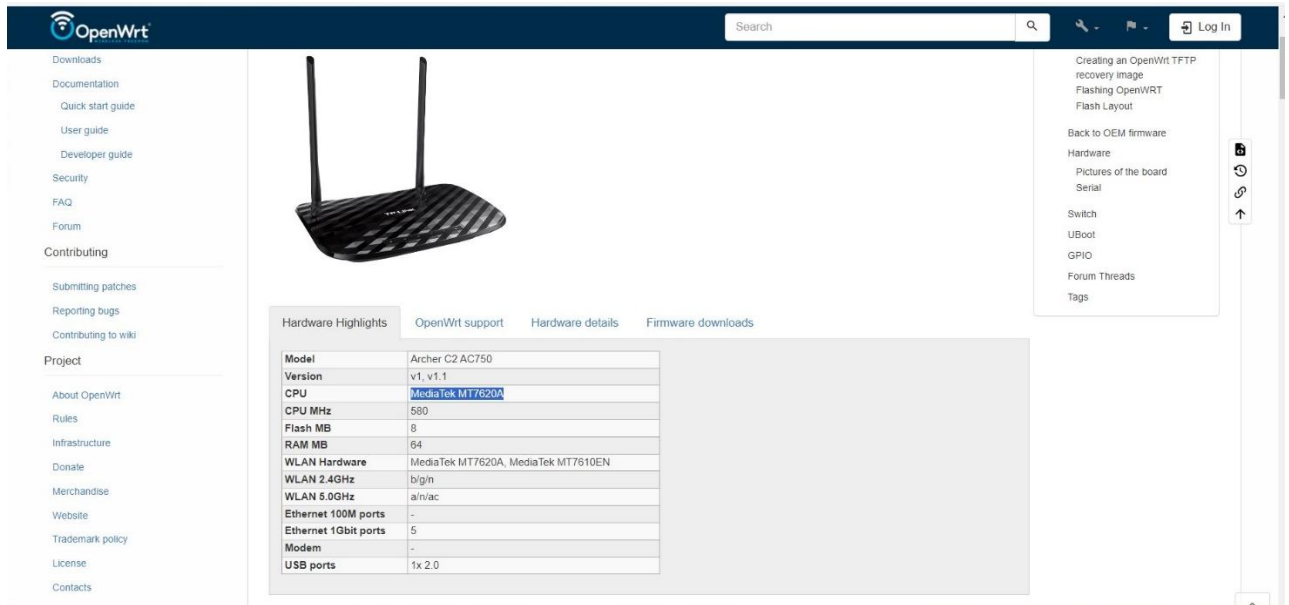 OpenWrt
WIRELESS FREEDOM
Search
Log In
Downloads
Documentation
Quick start guide
User guide
Developer guide
Security
FAQ
Forum
Contributing
Submitting patches
Reporting bugs
Contributing to wiki
Project
About OpenWrt
Rules
Infrastructure
Donate
Merchandise
Website
Trademark policy
License
Contacts
TP-LINK
Hardware Highlights OpenWrt support Hardware details Firmware downloads
Model Archer C2 AC750
Version v1, v1.1
CPU MediaTek MT7620A
CPU MHz 580
Flash MB 8
RAM MB 64
WLAN Hardware MediaTek MT7620A, MediaTek MT7610EN
WLAN 2.4GHz b/g/n
WLAN 5.0GHz a/n/ac
Ethernet 100M ports -
Ethernet 1Gbit ports 5
Modem -
USB ports 1x 2.0
Creating an OpenWrt TFTP
recovery image
Flashing OpenWRT
Flash Layout
Back to OEM firmware
Hardware
Pictures of the board
Serial
Switch
UBoot
GPIO
Forum Threads
Tags